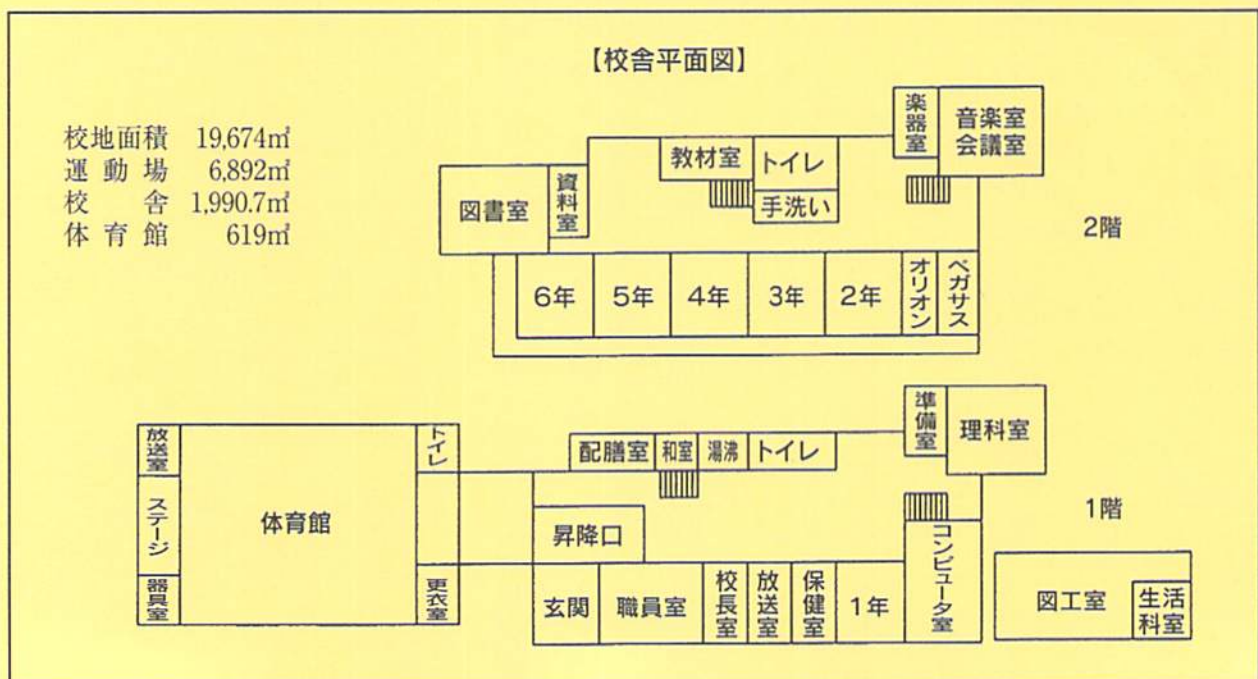 【校舎平面図】
校地面積 19,674㎡
運動場 6,892㎡
校舎 1,990.7㎡
体育館 619㎡
楽器室
音楽室
会議室
教材室
トイレ
図書室
資料室
手洗い
2階
6年
5年
4年
3年
2年
オリオン
ペガサス
準備室
理科室
放送室
トイレ
配膳室
和室
湯沸
トイレ
ステージ
体育館
昇降口
1階
コンピュータ室
器具室
更衣室
玄関
職員室
校長室
放送室
保健室
1年
図工室
生活
科室